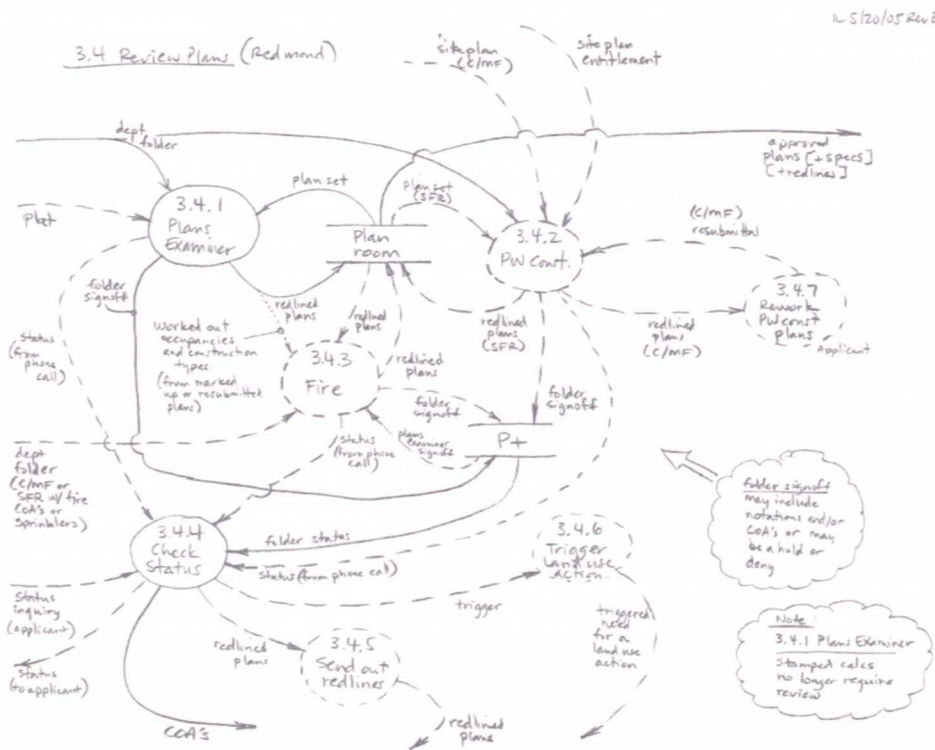 5/20/05 Rev
3.4 Review Plans (Redmond)
site plan
(C/MF)
site plan
entitlement
dept
folder
approved
plans [+specs]
[+redlines]
plan set
plan set
(SFR)
plat
3.4.1
Plans
Examiner
Plan
room
3.4.2
PW Const.
(C/MF)
resubmittal
3.4.7
Rework
PW const
plans
Applicant
folder
signoff
redlined
plans
redlined
plans
redlined
plans
(SFR)
redlined
plans
(C/MF)
status
(from
phone
call)
Worked out
occupancies
and construction
types
(from marked
up or resubmitted
plans)
3.4.3
Fire
redlined
plans
folder
signoff
folder
signoff
plans
examiner
signoff
P+
status
(from phone
call)
dept
folder
(C/MF or
SFR w/ fire
COA's or
sprinklers)
folder signoff
may include
notations and/or
COA's or may
be a hold or
deny
3.4.4
Check
Status
folder status
status (from phone call)
3.4.6
Trigger
land use
action
status
inquiry
(applicant)
trigger
triggered
need
for a
land use
action
redlined
plans
3.4.5
Send out
redlines
Note:
3.4.1 Plans Examiner
Stamped calcs
no longer require
review
status
(to applicant)
COA's
redlined
plans